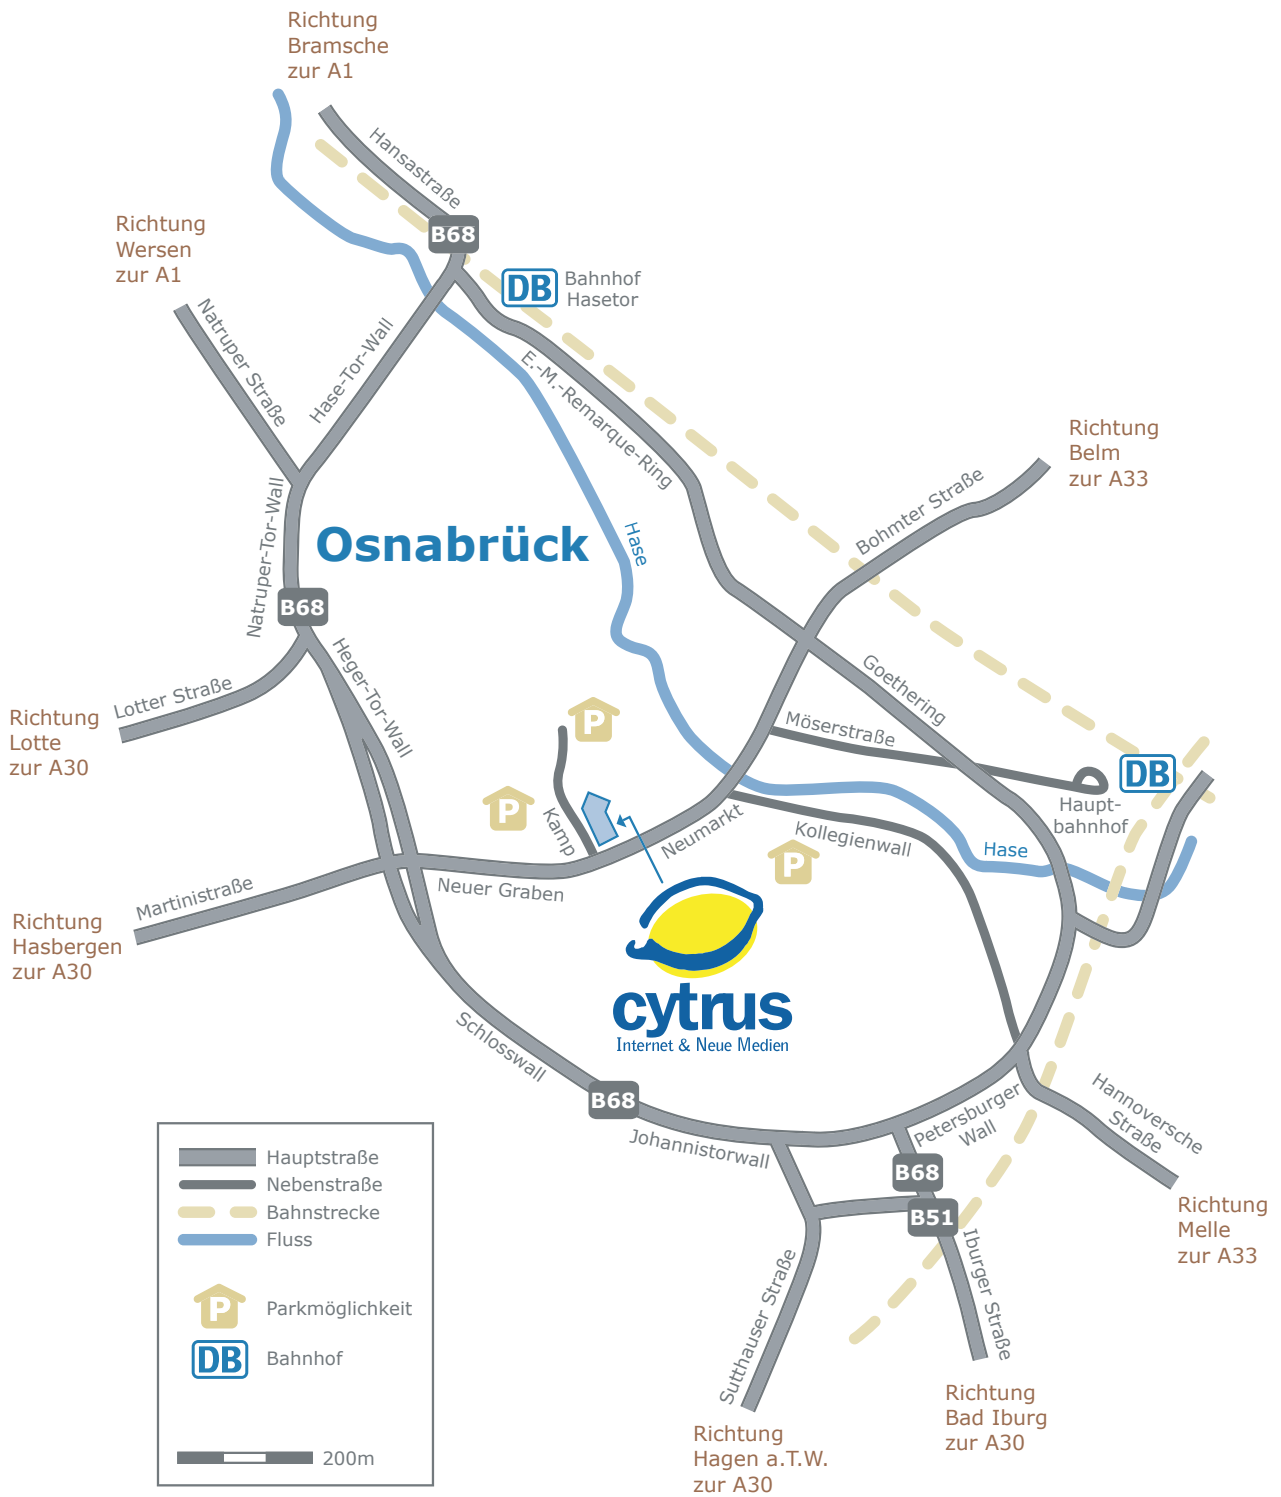 Richtung
Bramsche
zur A1
Hansastraße
B68
Richtung
Wersen
zur A1
DB
Bahnhof
Hasetor
Natruper Straße
Hase-Tor-Wall
E.-M.-Remarque-Ring
Richtung
Belm
zur A33
Bohmter Straße
Natruper-Tor-Wall
Osnabrück
Hase
B68
Heger-Tor-Wall
Lotter Straße
Richtung
Lotte
zur A30
Goethering
Möserstraße
P
DB
Haupt-
bahnhof
P
Kamp
Neumarkt
Kollegienwall
P
Hase
Neuer Graben
Martinistraße
Richtung
Hasbergen
zur A30
cytrus
Internet & Neue Medien
Schlosswall
B68
Johannistorwall
Petersburger
Wall
Hannoversche
Straße
B68
B51
Richtung
Melle
zur A33
Iburger Straße
Sutthauser Straße
Richtung
Bad Iburg
zur A30
Richtung
Hagen a.T.W.
zur A30
Hauptstraße
Nebenstraße
Bahnstrecke
Fluss
P
Parkmöglichkeit
DB
Bahnhof
200m